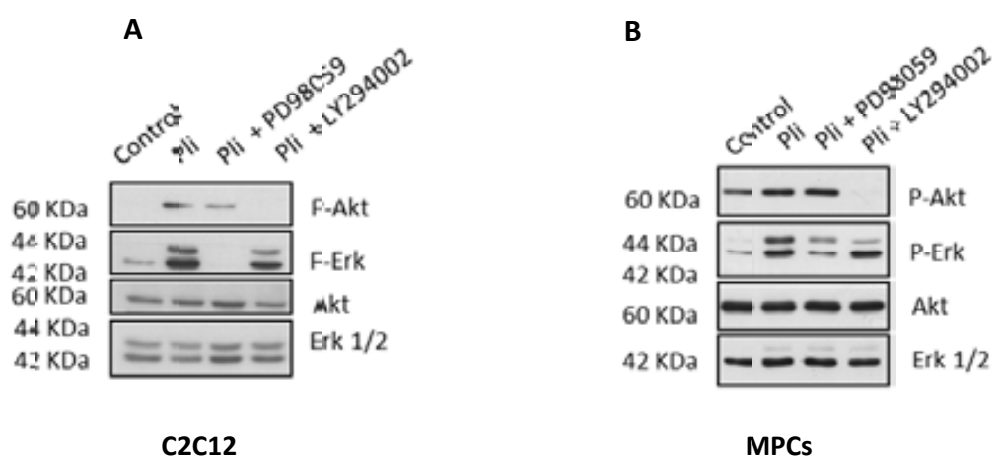 A
Control
Pli
Pli + PD98059
Pli + LY294002
60 KDa
P-Akt
44 KDa
42 KDa
P-Erk
60 KDa
Akt
44 KDa
42 KDa
Erk 1/2
C2C12
B
Control
Pli
Pli + PD98059
Pli + LY294002
60 KDa
P-Akt
44 KDa
42 KDa
P-Erk
60 KDa
Akt
42 KDa
Erk 1/2
MPCs